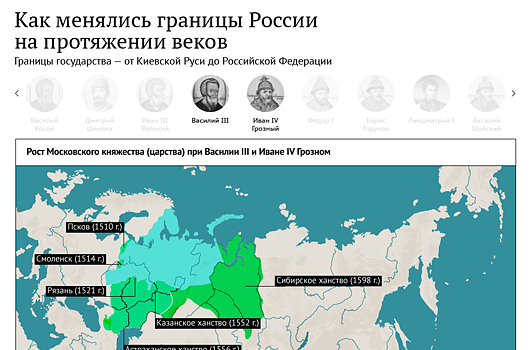 Как менялись границы России
на протяжении веков
Границы государства — от Киевской Руси до Российской Федерации
Василий
Косой
Дмитрий
Шемяка
Иван III
Великий
Василий III
Иван IV
Грозный
Фёдор I
Борис
Годунов
Лжедмитрий I
Василий
Шуйский
Рост Московского княжества (царства) при Василии III и Иване IV Грозном
Псков (1510 г.)
Смоленск (1514 г.)
Рязань (1521 г.)
Сибирское ханство (1598 г.)
Казанское ханство (1552 г.)
Астраханское ханство (1556 г.)